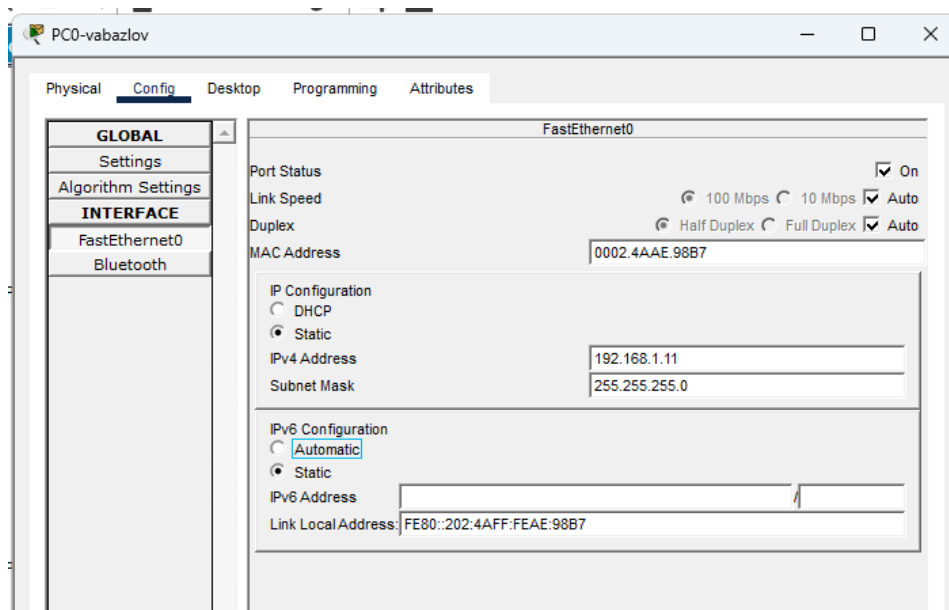 PC0-vabazlov
Physical Config Desktop Programming Attributes
GLOBAL
Settings
Algorithm Settings
INTERFACE
FastEthernet0
Bluetooth
FastEthernet0
Port Status On
Link Speed 100 Mbps 10 Mbps Auto
Duplex Half Duplex Full Duplex Auto
MAC Address 0002.4AAE.98B7
IP Configuration
DHCP
Static
IPv4 Address 192.168.1.11
Subnet Mask 255.255.255.0
IPv6 Configuration
Automatic
Static
IPv6 Address /
Link Local Address: FE80::202:4AFF:FEAE:98B7